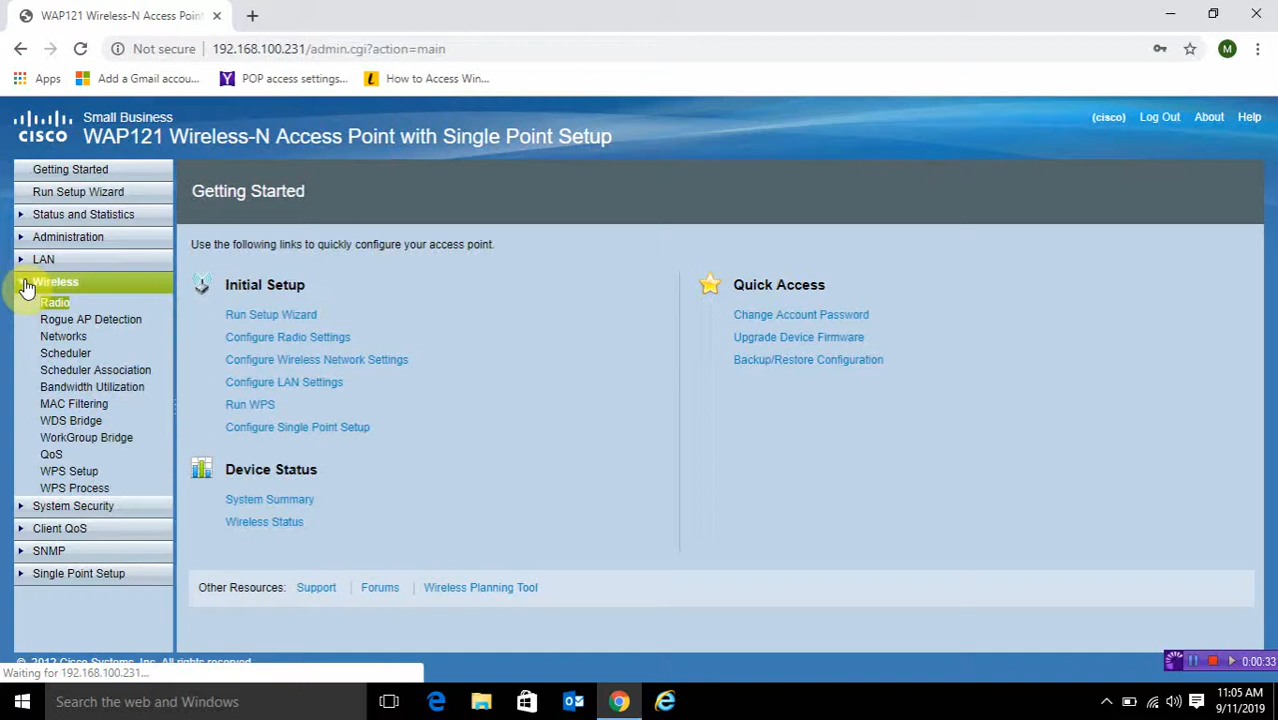 WAP121 Wireless-N Access Point
Not secure 192.168.100.231/admin.cgi?action=main
M
Apps Add a Gmail accou... POP access settings... How to Access Win...
CISCO
Small Business
WAP121 Wireless-N Access Point with Single Point Setup
(cisco) Log Out About Help
Getting Started
Run Setup Wizard
Status and Statistics
Administration
LAN
Wireless
Radio
Rogue AP Detection
Networks
Scheduler
Scheduler Association
Bandwidth Utilization
MAC Filtering
WDS Bridge
WorkGroup Bridge
QoS
WPS Setup
WPS Process
System Security
Client QoS
SNMP
Single Point Setup
Getting Started
Use the following links to quickly configure your access point.
Initial Setup
Run Setup Wizard
Configure Radio Settings
Configure Wireless Network Settings
Configure LAN Settings
Run WPS
Configure Single Point Setup
Device Status
System Summary
Wireless Status
Quick Access
Change Account Password
Upgrade Device Firmware
Backup/Restore Configuration
Other Resources: Support Forums Wireless Planning Tool
© 2012 Cisco Systems, Inc. All rights reserved.
Waiting for 192.168.100.231...
0:00:33
Search the web and Windows
11:05 AM
9/11/2019